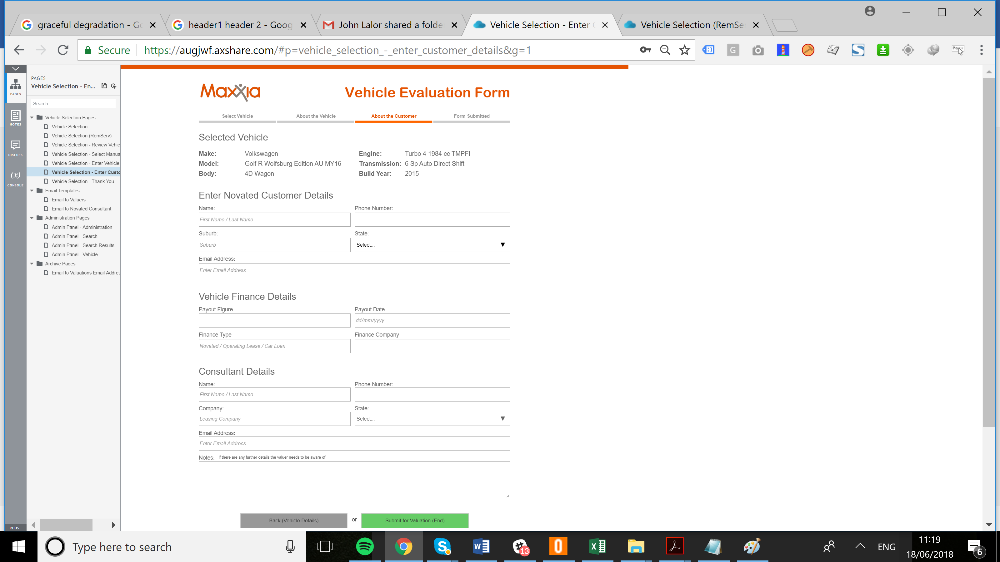 graceful degradation - Go
header1 header 2 - Goog
John Lalor shared a folde
Vehicle Selection - Enter
Vehicle Selection (RemSe
Secure
https://augjwf.axshare.com/#p=vehicle_selection_-_enter_customer_details&g=1
PAGES
NOTES
DISCUSS
(x)
CONSOLE
CLOSE
PAGES
Vehicle Selection - En...
Search
Vehicle Selection Pages
Vehicle Selection
Vehicle Selection (RemServ)
Vehicle Selection - Review Vehicl
Vehicle Selection - Select Manua
Vehicle Selection - Enter Vehicle
Vehicle Selection - Enter Custo
Vehicle Selection - Thank You
Email Templates
Email to Valuers
Email to Novated Consultant
Administration Pages
Admin Panel - Administration
Admin Panel - Search
Admin Panel - Search Results
Admin Panel - Vehicle
Archive Pages
Email to Valuations Email Addres
Maxxia
Vehicle Evaluation Form
Select Vehicle
About the Vehicle
About the Customer
Form Submitted
Selected Vehicle
Make: Volkswagen
Engine: Turbo 4 1984 cc TMPFI
Model: Golf R Wolfsburg Edition AU MY16
Transmission: 6 Sp Auto Direct Shift
Body: 4D Wagon
Build Year: 2015
Enter Novated Customer Details
Name:
Phone Number:
First Name / Last Name
Suburb:
State:
Suburb
Select...
Email Address:
Enter Email Address
Vehicle Finance Details
Payout Figure
Payout Date
dd/mm/yyyy
Finance Type
Finance Company
Novated / Operating Lease / Car Loan
Consultant Details
Name:
Phone Number:
First Name / Last Name
Company:
State:
Leasing Company
Select...
Email Address:
Enter Email Address
Notes: if there are any further details the valuer needs to be aware of
Back (Vehicle Details)
or
Submit for Valuation (End)
Type here to search
13
ENG
11:19
18/06/2018
6